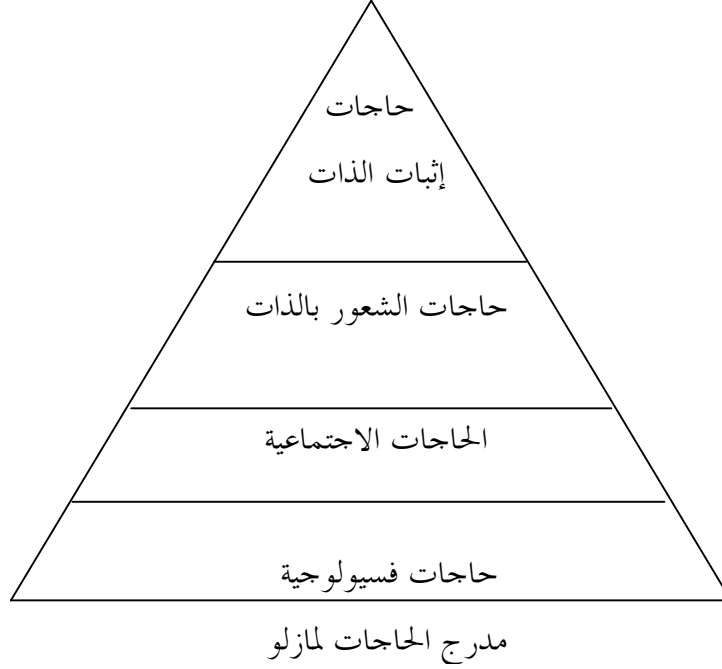 حاجات
إثبات الذات
حاجات الشعور بالذات
الحاجات الاجتماعية
حاجات فسيولوجية
مدرج الحاجات لمازلو